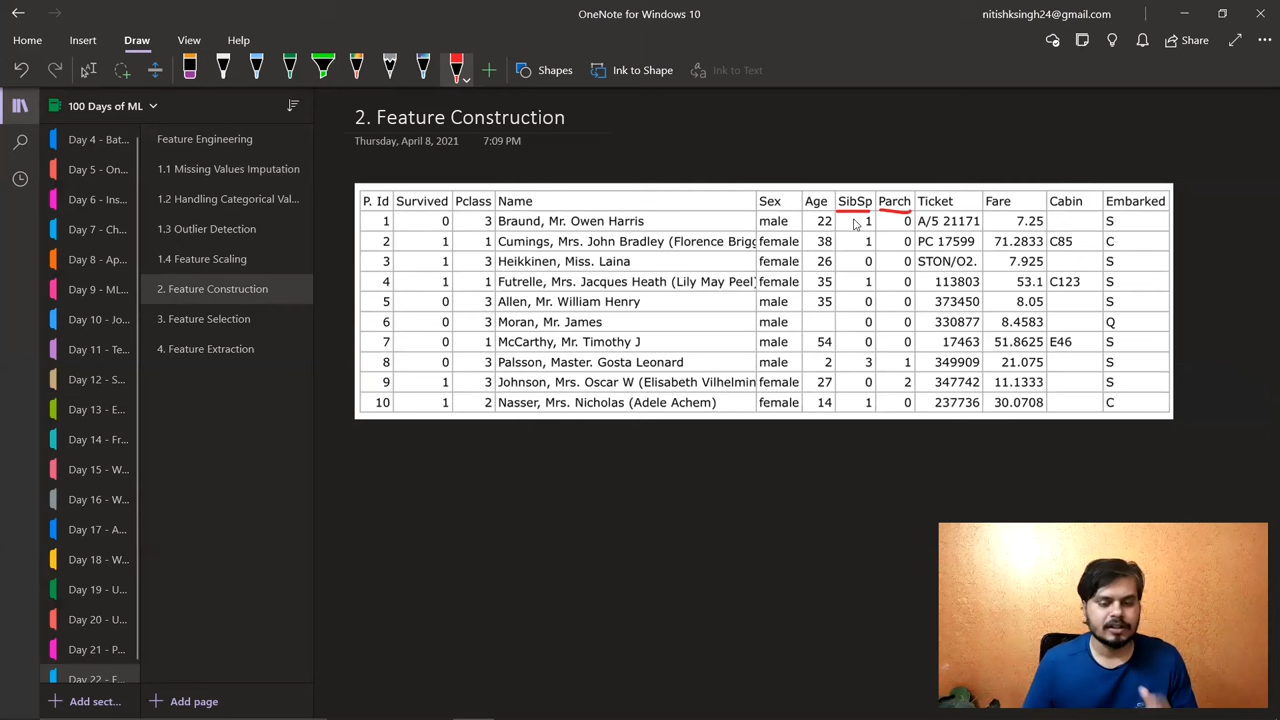 OneNote for Windows 10
nitishksingh24@gmail.com
Home Insert Draw View Help
Share
Shapes Ink to Shape Ink to Text
100 Days of ML
Day 4 - Bat...
Day 5 - On...
Day 6 - Ins...
Day 7 - Ch...
Day 8 - Ap...
Day 9 - ML...
Day 10 - Jo...
Day 11 - Te...
Day 12 - S...
Day 13 - E...
Day 14 - Fr...
Day 15 - W...
Day 16 - W...
Day 17 - A...
Day 18 - W...
Day 19 - U...
Day 20 - U...
Day 21 - P...
Day 22 - F...
Add sect...
Feature Engineering
1.1 Missing Values Imputation
1.2 Handling Categorical Val...
1.3 Outlier Detection
1.4 Feature Scaling
2. Feature Construction
3. Feature Selection
4. Feature Extraction
Add page
2. Feature Construction
Thursday, April 8, 2021 7:09 PM
P. Id Survived Pclass Name Sex Age SibSp Parch Ticket Fare Cabin Embarked
1 0 3 Braund, Mr. Owen Harris male 22 1 0 A/5 21171 7.25 S
2 1 1 Cumings, Mrs. John Bradley (Florence Brigg female 38 1 0 PC 17599 71.2833 C85 C
3 1 3 Heikkinen, Miss. Laina female 26 0 0 STON/O2. 7.925 S
4 1 1 Futrelle, Mrs. Jacques Heath (Lily May Peel) female 35 1 0 113803 53.1 C123 S
5 0 3 Allen, Mr. William Henry male 35 0 0 373450 8.05 S
6 0 3 Moran, Mr. James male 0 0 330877 8.4583 Q
7 0 1 McCarthy, Mr. Timothy J male 54 0 0 17463 51.8625 E46 S
8 0 3 Palsson, Master. Gosta Leonard male 2 3 1 349909 21.075 S
9 1 3 Johnson, Mrs. Oscar W (Elisabeth Vilhelmin female 27 0 2 347742 11.1333 S
10 1 2 Nasser, Mrs. Nicholas (Adele Achem) female 14 1 0 237736 30.0708 C